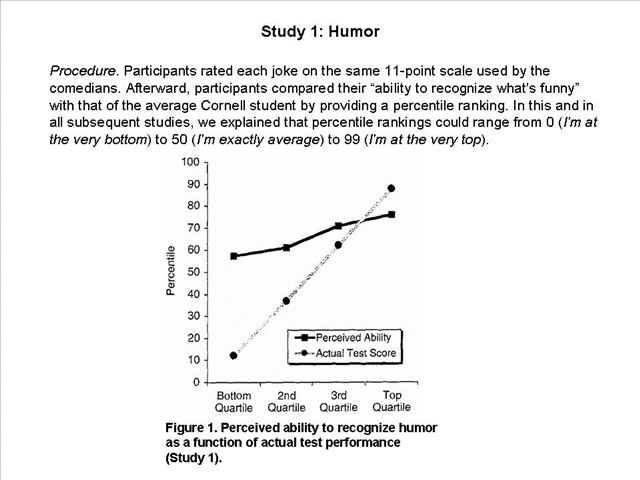 Study 1: Humor
Procedure. Participants rated each joke on the same 11-point scale used by the
comedians. Afterward, participants compared their “ability to recognize what's funny”
with that of the average Cornell student by providing a percentile ranking. In this and in
all subsequent studies, we explained that percentile rankings could range from 0 (I'm at
the very bottom) to 50 (I'm exactly average) to 99 (I'm at the very top).
100
90
80
70
60
50
40
30
20
10
0
Percentile
Perceived Ability
Actual Test Score
Bottom Quartile
2nd Quartile
3rd Quartile
Top Quartile
Figure 1. Perceived ability to recognize humor
as a function of actual test performance
(Study 1).